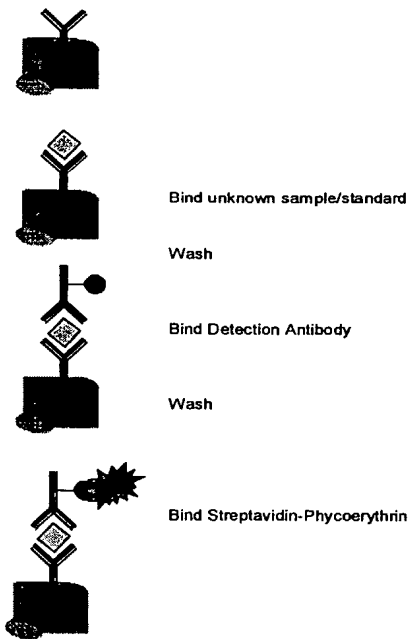 Bind unknown sample/standard
Wash
Bind Detection Antibody
Wash
Bind Streptavidin-Phycoerythrin